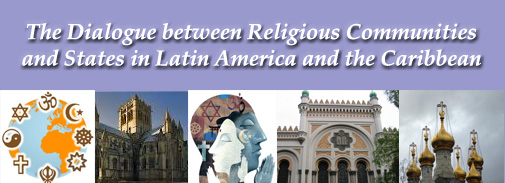 The Dialogue between Religious Communities
and States in Latin America and the Caribbean